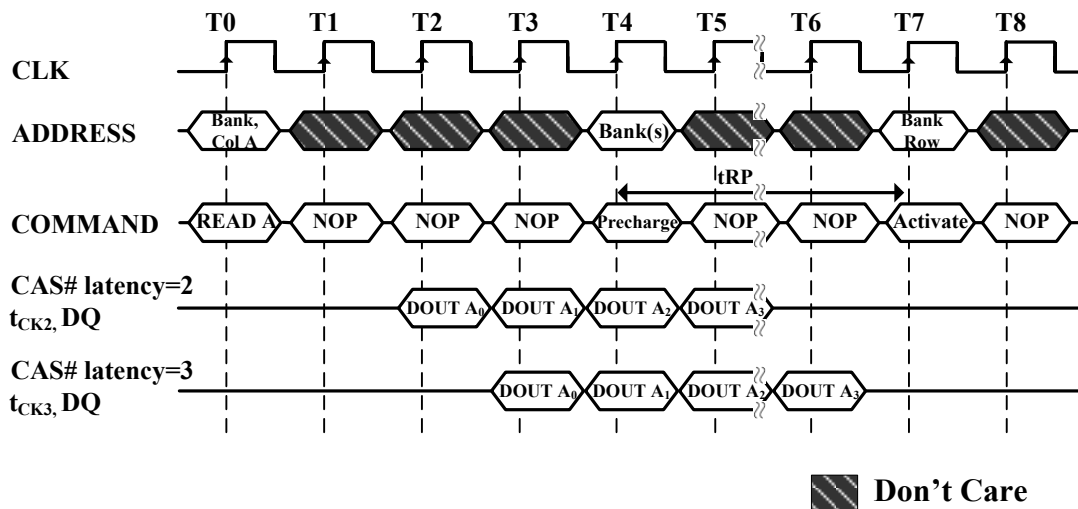 T0 T1 T2 T3 T4 T5 T6 T7 T8
CLK
ADDRESS
Bank, Col A
Bank(s)
Bank Row
tRP
COMMAND
READ A NOP NOP NOP Precharge NOP NOP Activate NOP
CAS# latency=2
tCK2, DQ
DOUT A0 DOUT A1 DOUT A2 DOUT A3
CAS# latency=3
tCK3, DQ
DOUT A0 DOUT A1 DOUT A2 DOUT A3
Don't Care